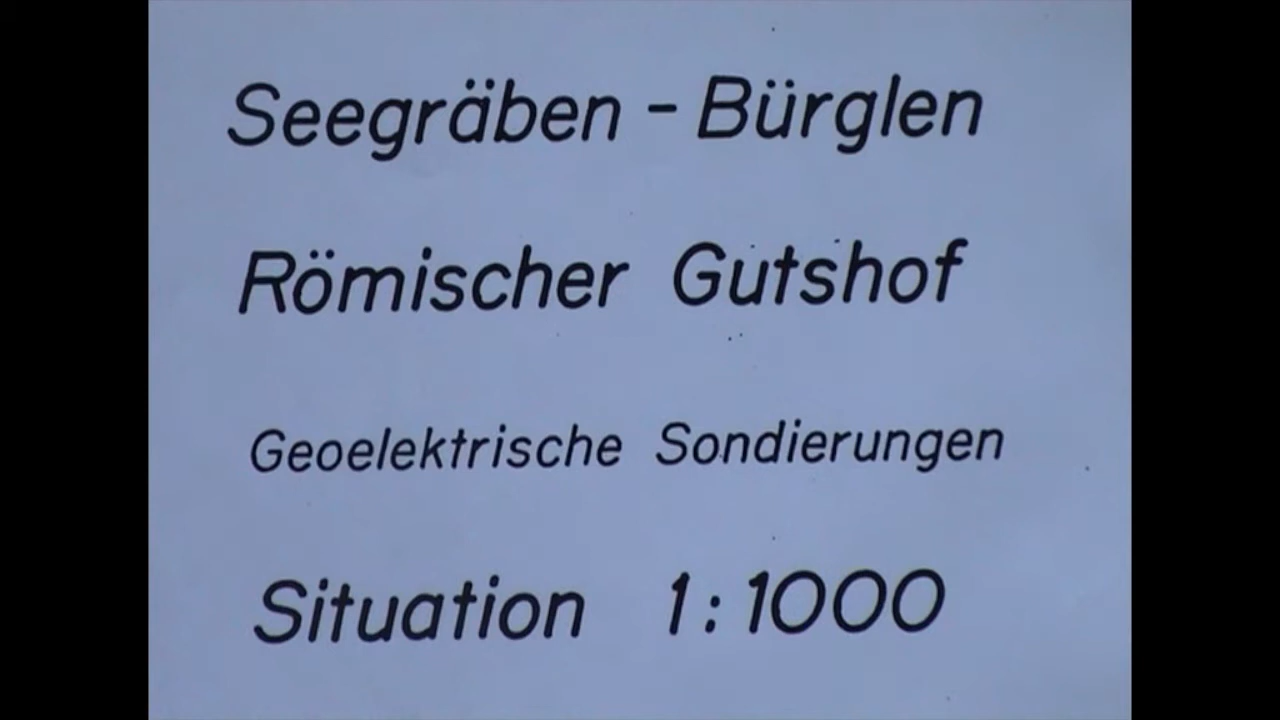 Seegräben - Bürglen
Römischer Gutshof
Geoelektrische Sondierungen
Situation 1:1000